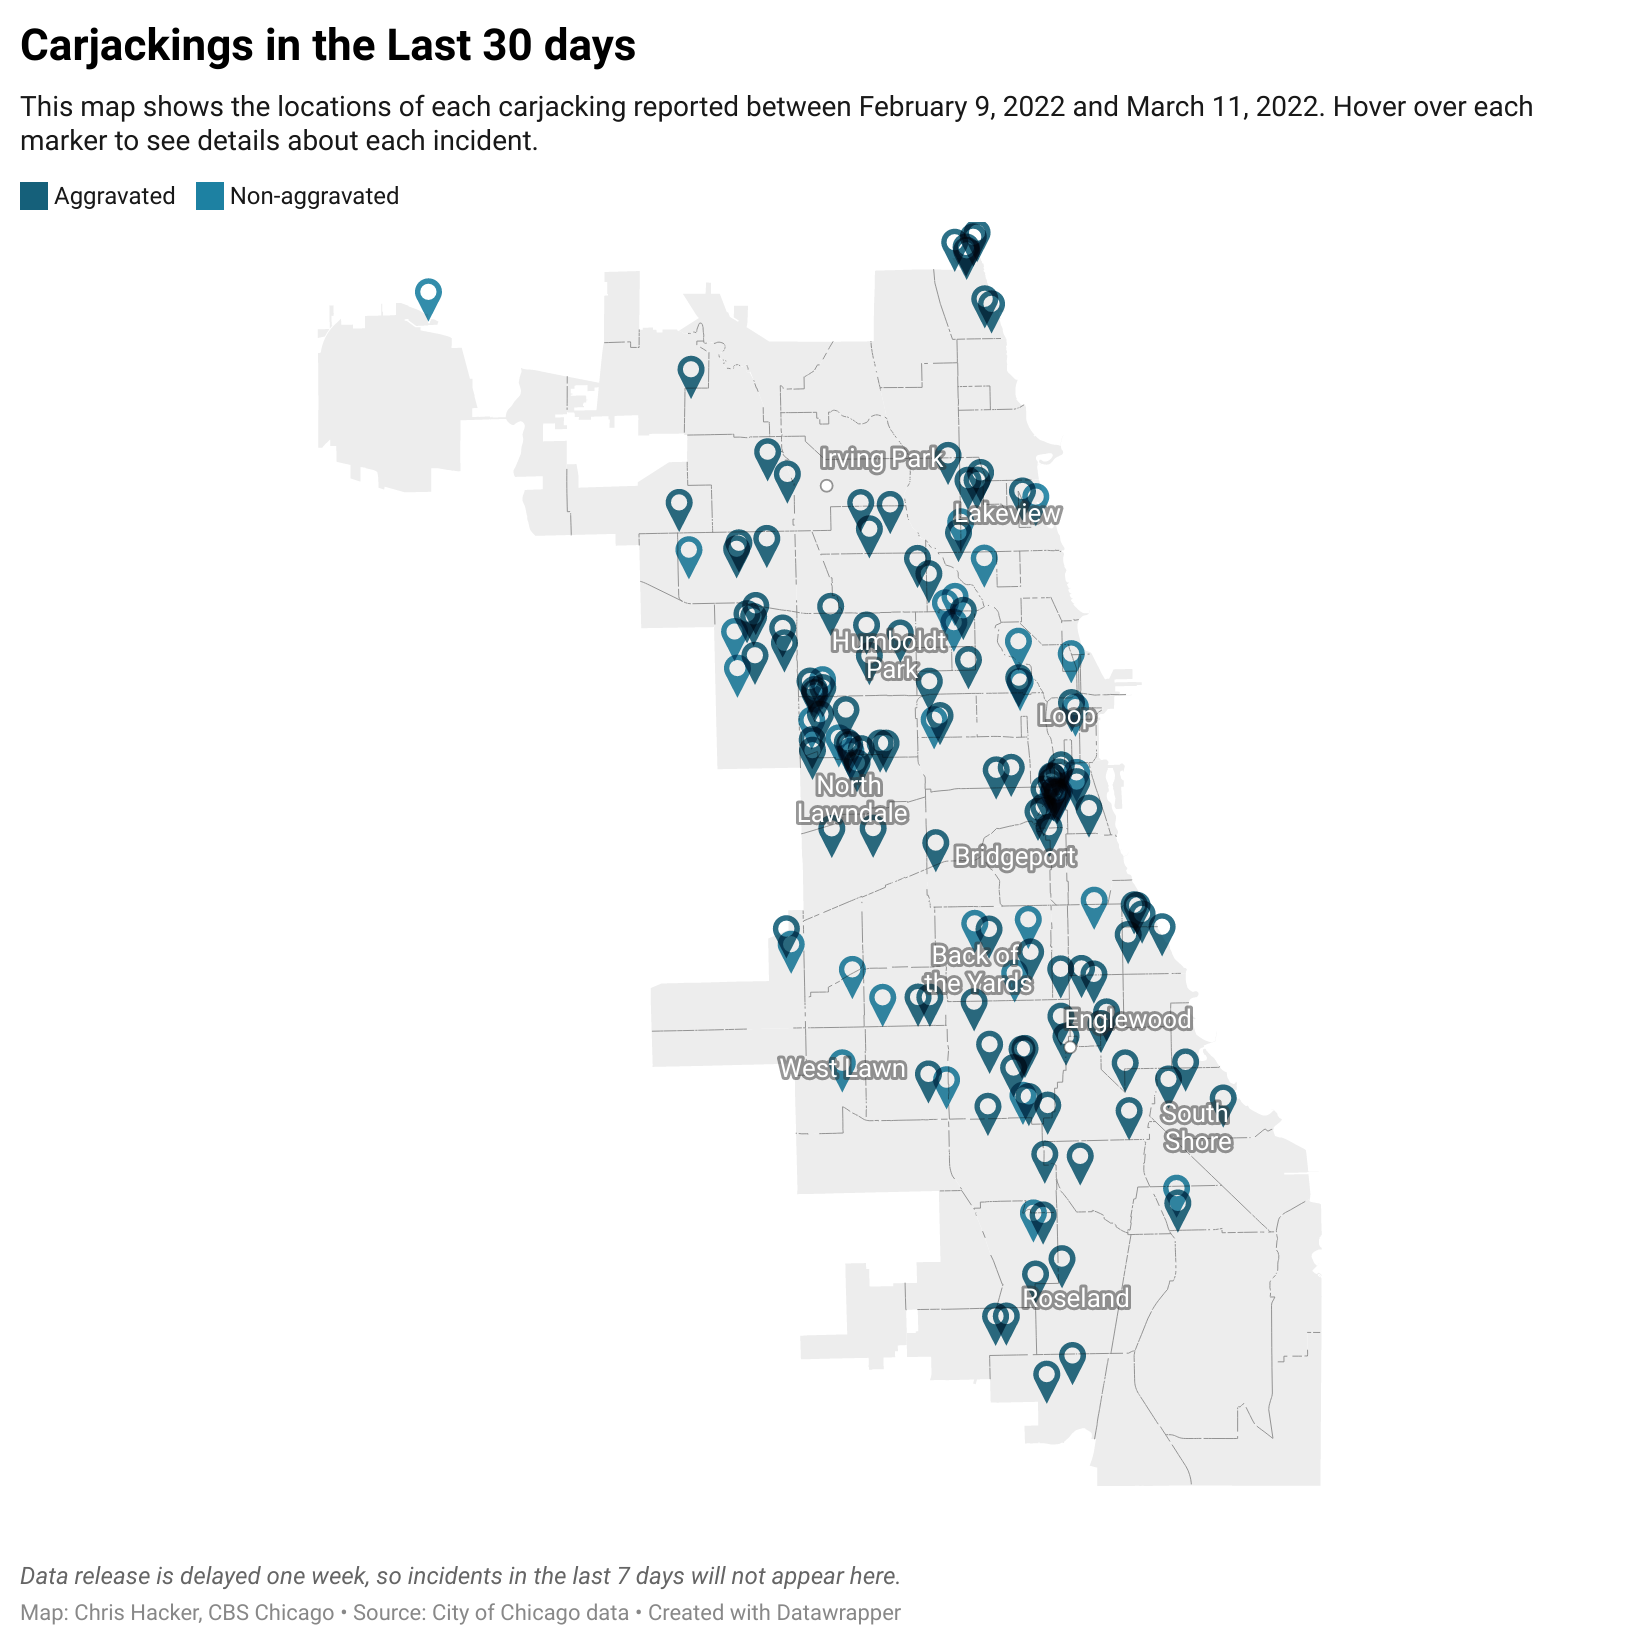 Carjackings in the Last 30 days
This map shows the locations of each carjacking reported between February 9, 2022 and March 11, 2022. Hover over each
marker to see details about each incident.
Aggravated Non-aggravated
Irving Park
Lakeview
Humboldt
Park
Loop
North
Lawndale
Bridgeport
Back of
the Yards
Englewood
West Lawn
South
Shore
Roseland
Data release is delayed one week, so incidents in the last 7 days will not appear here.
Map: Chris Hacker, CBS Chicago • Source: City of Chicago data • Created with Datawrapper